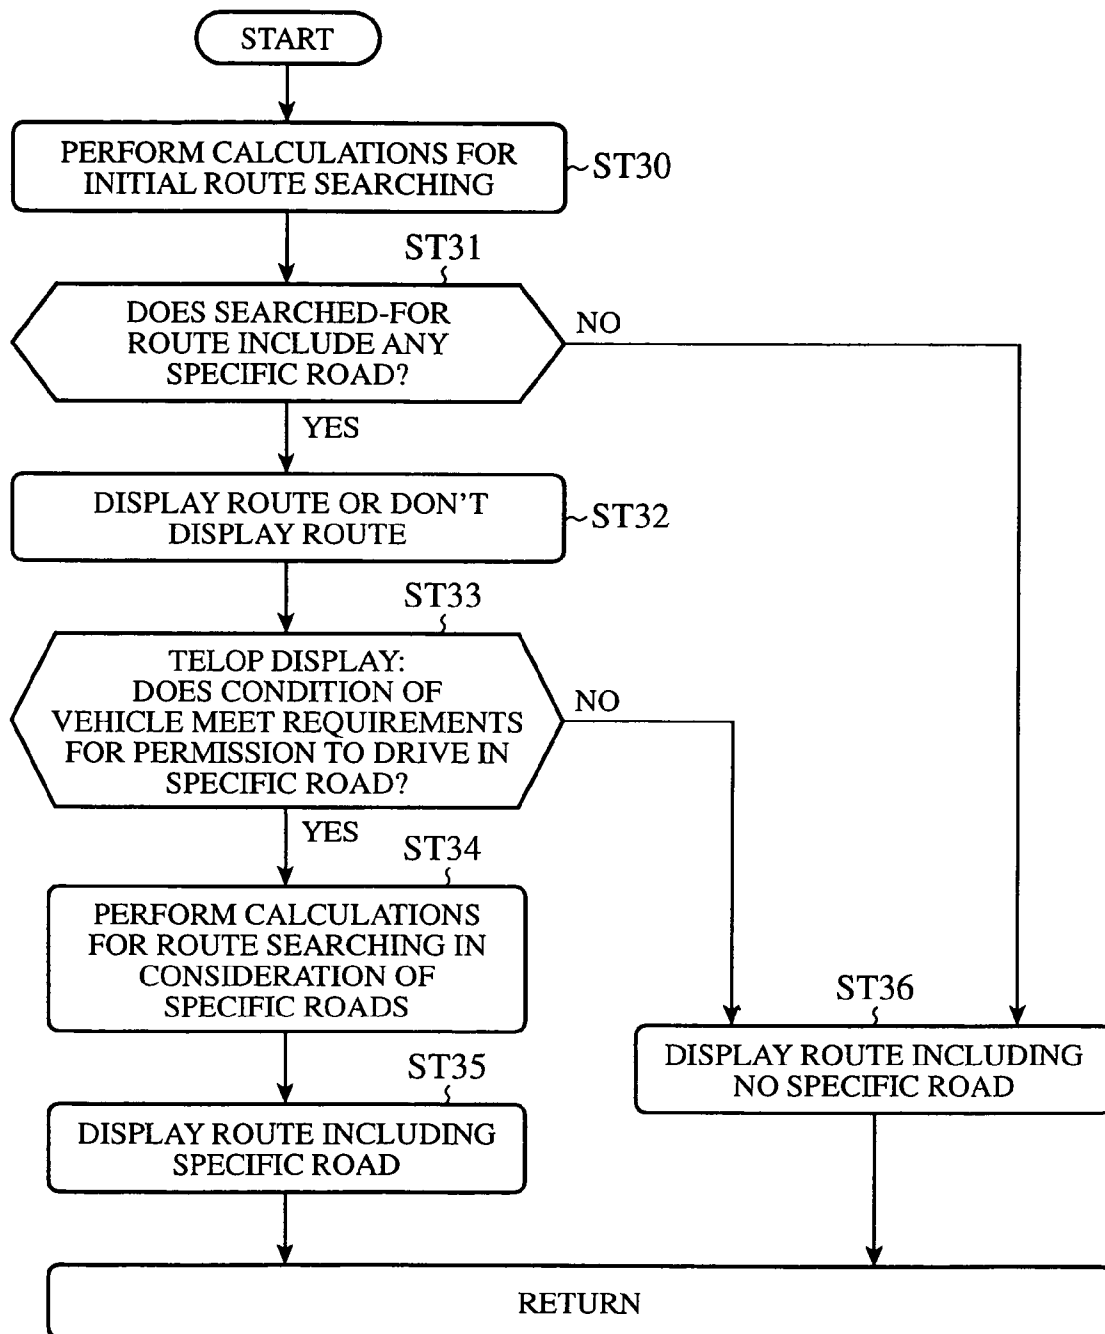 START
PERFORM CALCULATIONS FOR
INITIAL ROUTE SEARCHING
ST30
ST31
DOES SEARCHED-FOR
ROUTE INCLUDE ANY
SPECIFIC ROAD?
NO
YES
DISPLAY ROUTE OR DON'T
DISPLAY ROUTE
ST32
ST33
TELOP DISPLAY:
DOES CONDITION OF
VEHICLE MEET REQUIREMENTS
FOR PERMISSION TO DRIVE IN
SPECIFIC ROAD?
NO
YES
ST34
PERFORM CALCULATIONS
FOR ROUTE SEARCHING IN
CONSIDERATION OF
SPECIFIC ROADS
ST36
DISPLAY ROUTE INCLUDING
NO SPECIFIC ROAD
ST35
DISPLAY ROUTE INCLUDING
SPECIFIC ROAD
RETURN